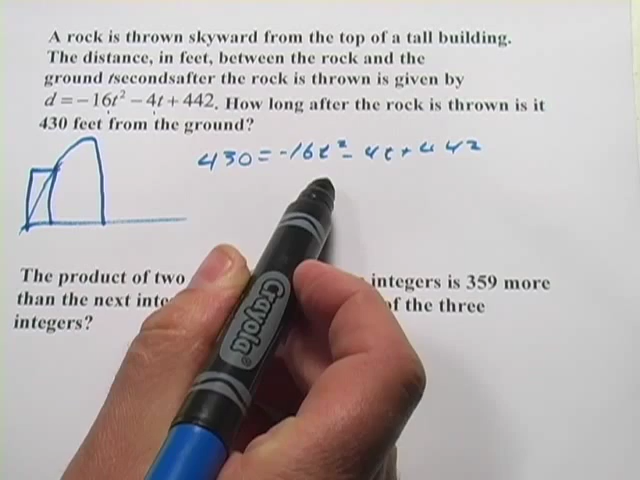 A rock is thrown skyward from the top of a tall building.
The distance, in feet, between the rock and the
ground tsecondsafter the rock is thrown is given by
d = −16t² − 4t + 442. How long after the rock is thrown is it
430 feet from the ground?
430 = -16t² - 4t + 442
The product of two integers is 359 more
than the next of the three
integers?
Crayola